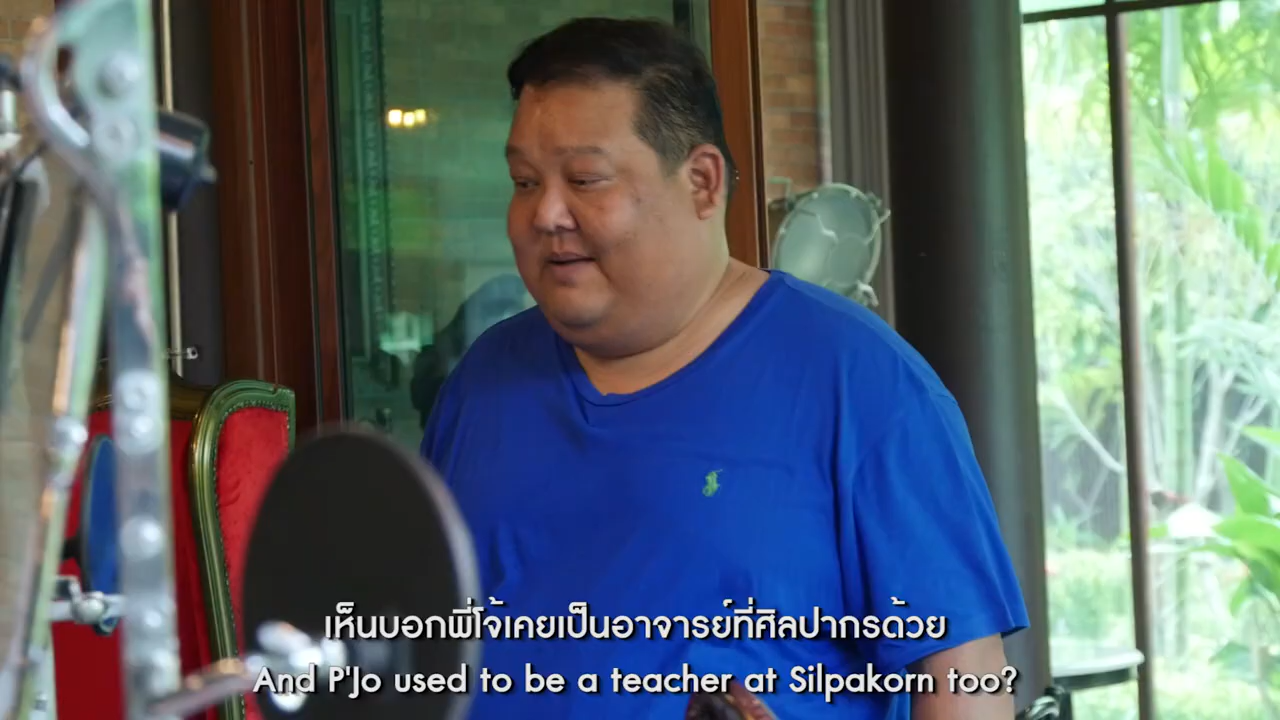 เห็นบอกพี่โจ้เคยเป็นอาจารย์ที่ศิลปากรด้วย
And P'Jo used to be a teacher at Silpakorn too?